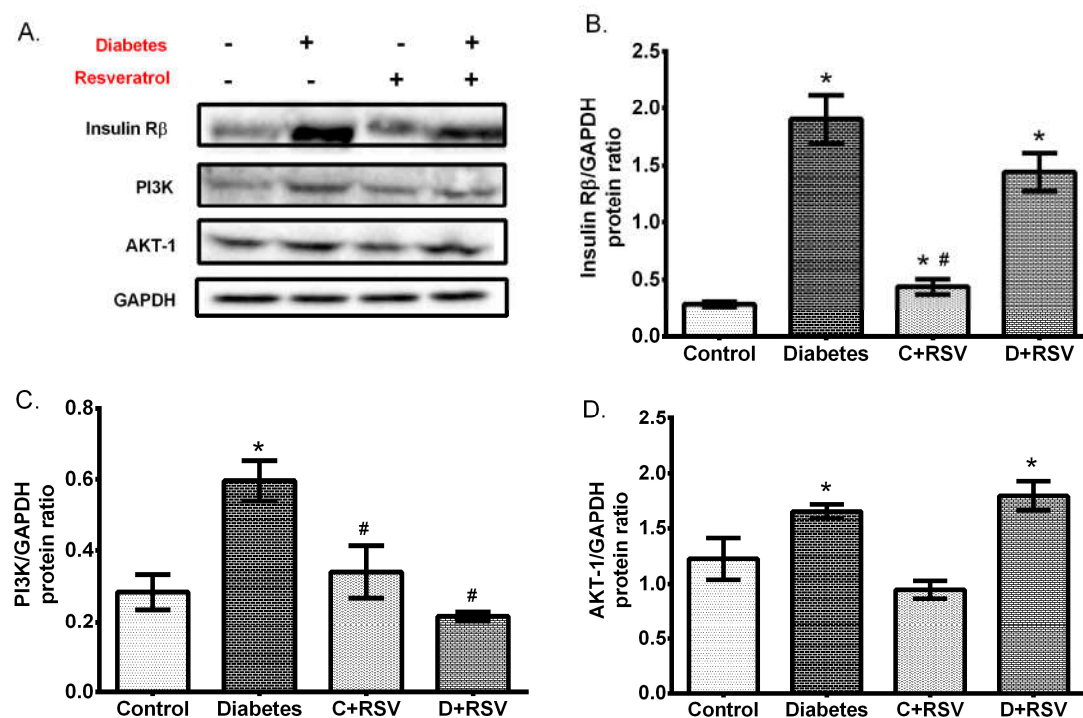 A.
Diabetes - + - +
Resveratrol - - + +
Insulin Rβ
PI3K
AKT-1
GAPDH
B.
Insulin Rβ/GAPDH
protein ratio
2.5
2.0
1.5
1.0
0.5
0.0
*
* #
*
Control Diabetes C+RSV D+RSV
C.
PI3K/GAPDH
protein ratio
0.8
0.6
0.4
0.2
0.0
*
#
#
Control Diabetes C+RSV D+RSV
D.
AKT-1/GAPDH
protein ratio
2.5
2.0
1.5
1.0
0.5
0.0
*
*
Control Diabetes C+RSV D+RSV